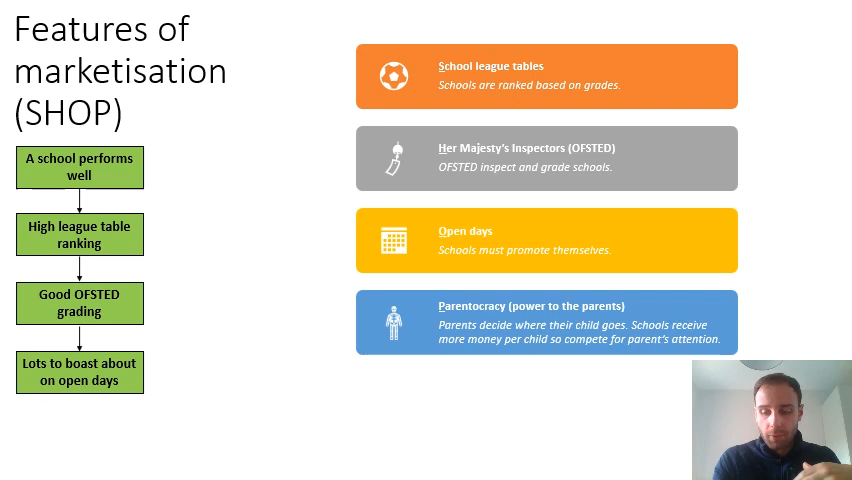 Features of
marketisation
(SHOP)
A school performs
well
High league table
ranking
Good OFSTED
grading
Lots to boast about
on open days
School league tables
Schools are ranked based on grades.
Her Majesty's Inspectors (OFSTED)
OFSTED inspect and grade schools.
Open days
Schools must promote themselves.
Parentocracy (power to the parents)
Parents decide where their child goes. Schools receive
more money per child so compete for parent's attention.